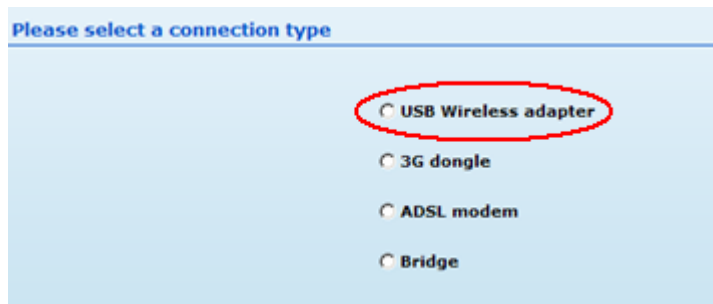 Please select a connection type
USB Wireless adapter
3G dongle
ADSL modem
Bridge